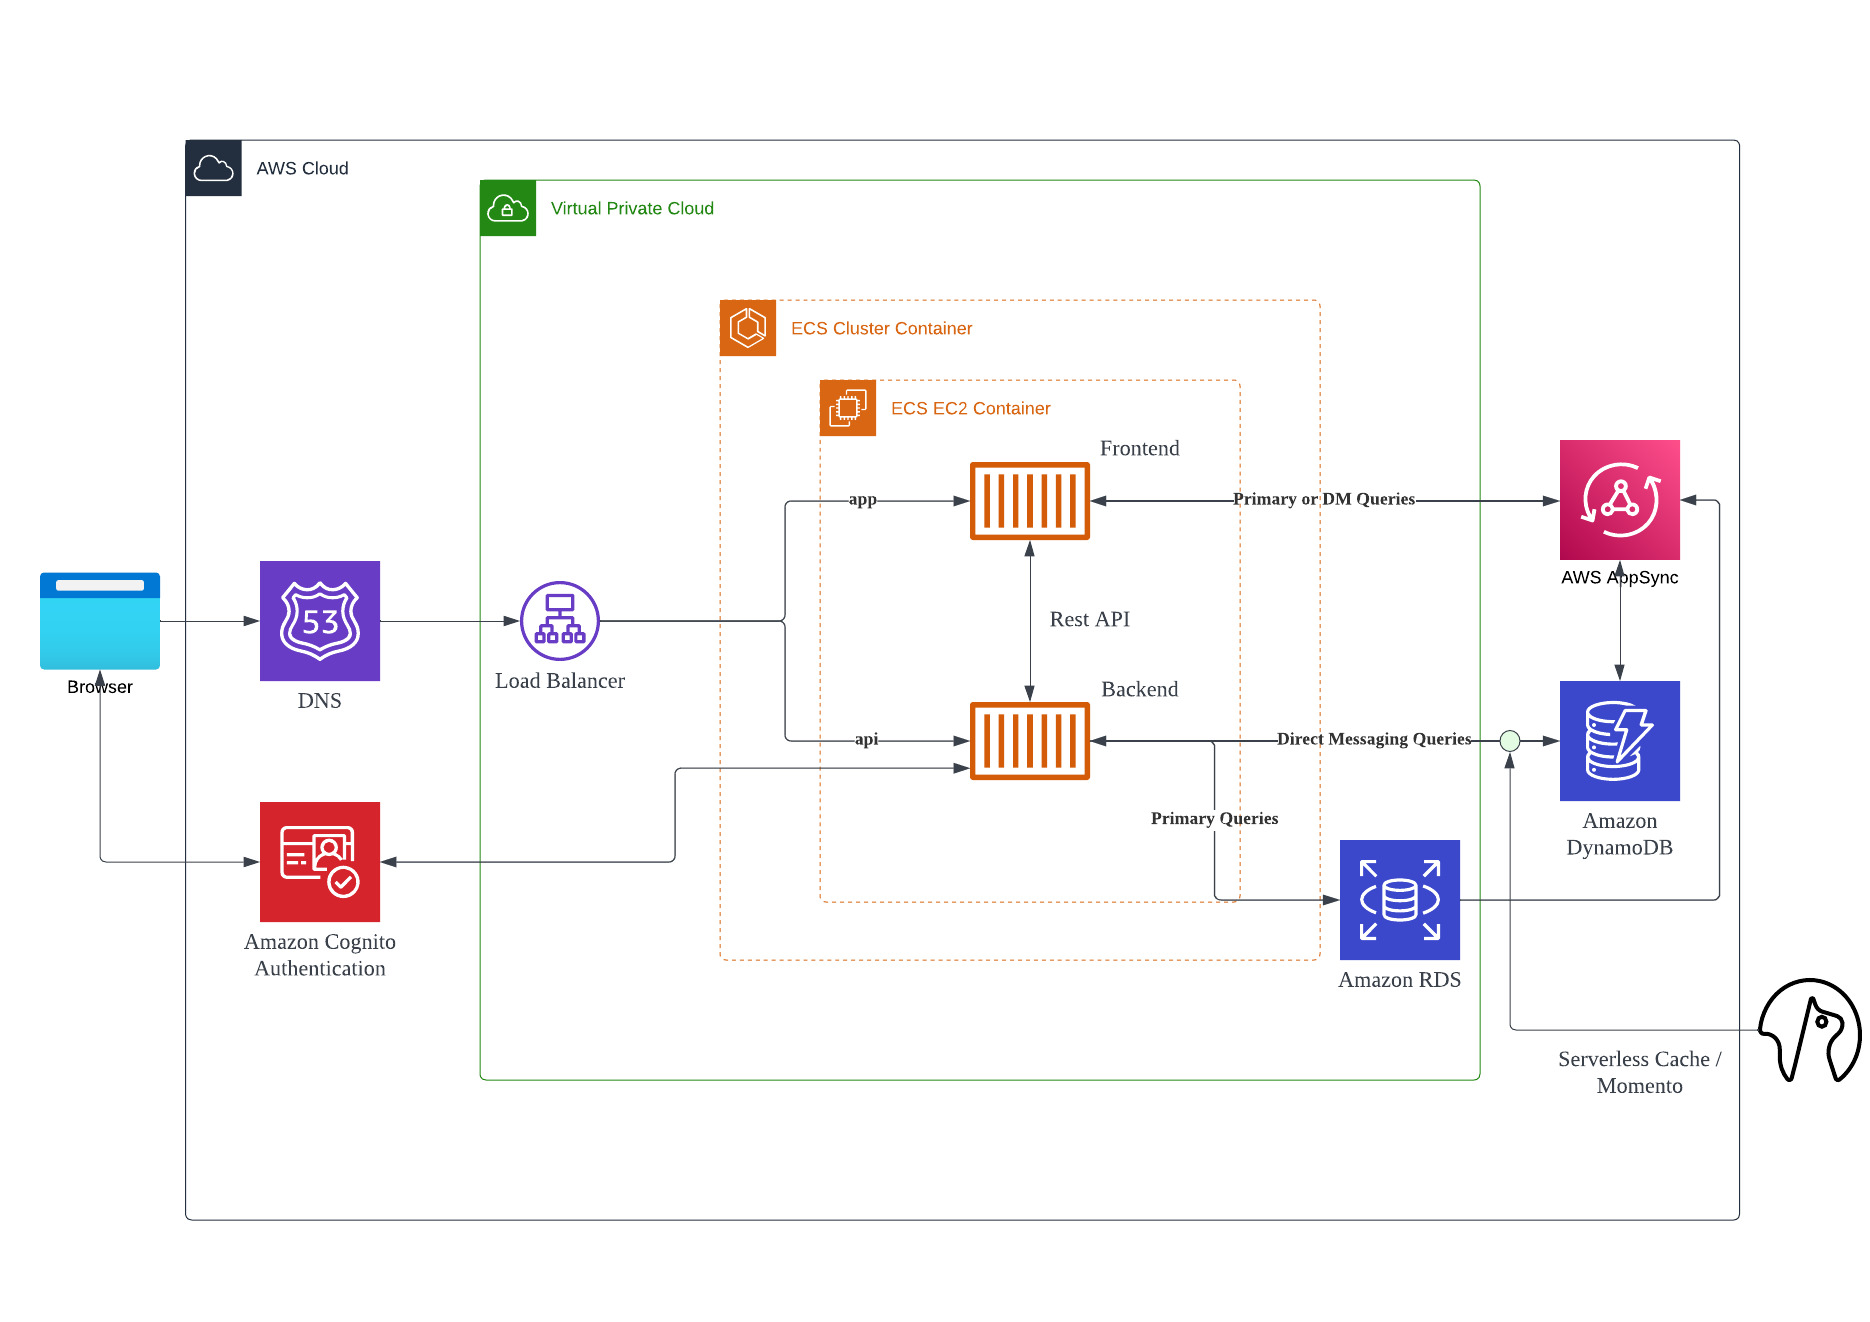 AWS Cloud
Virtual Private Cloud
ECS Cluster Container
ECS EC2 Container
Frontend
app
Primary or DM Queries
AWS AppSync
53
Browser
DNS
Load Balancer
Rest API
Backend
api
Direct Messaging Queries
Primary Queries
Amazon
DynamoDB
Amazon Cognito
Authentication
Amazon RDS
Serverless Cache /
Momento